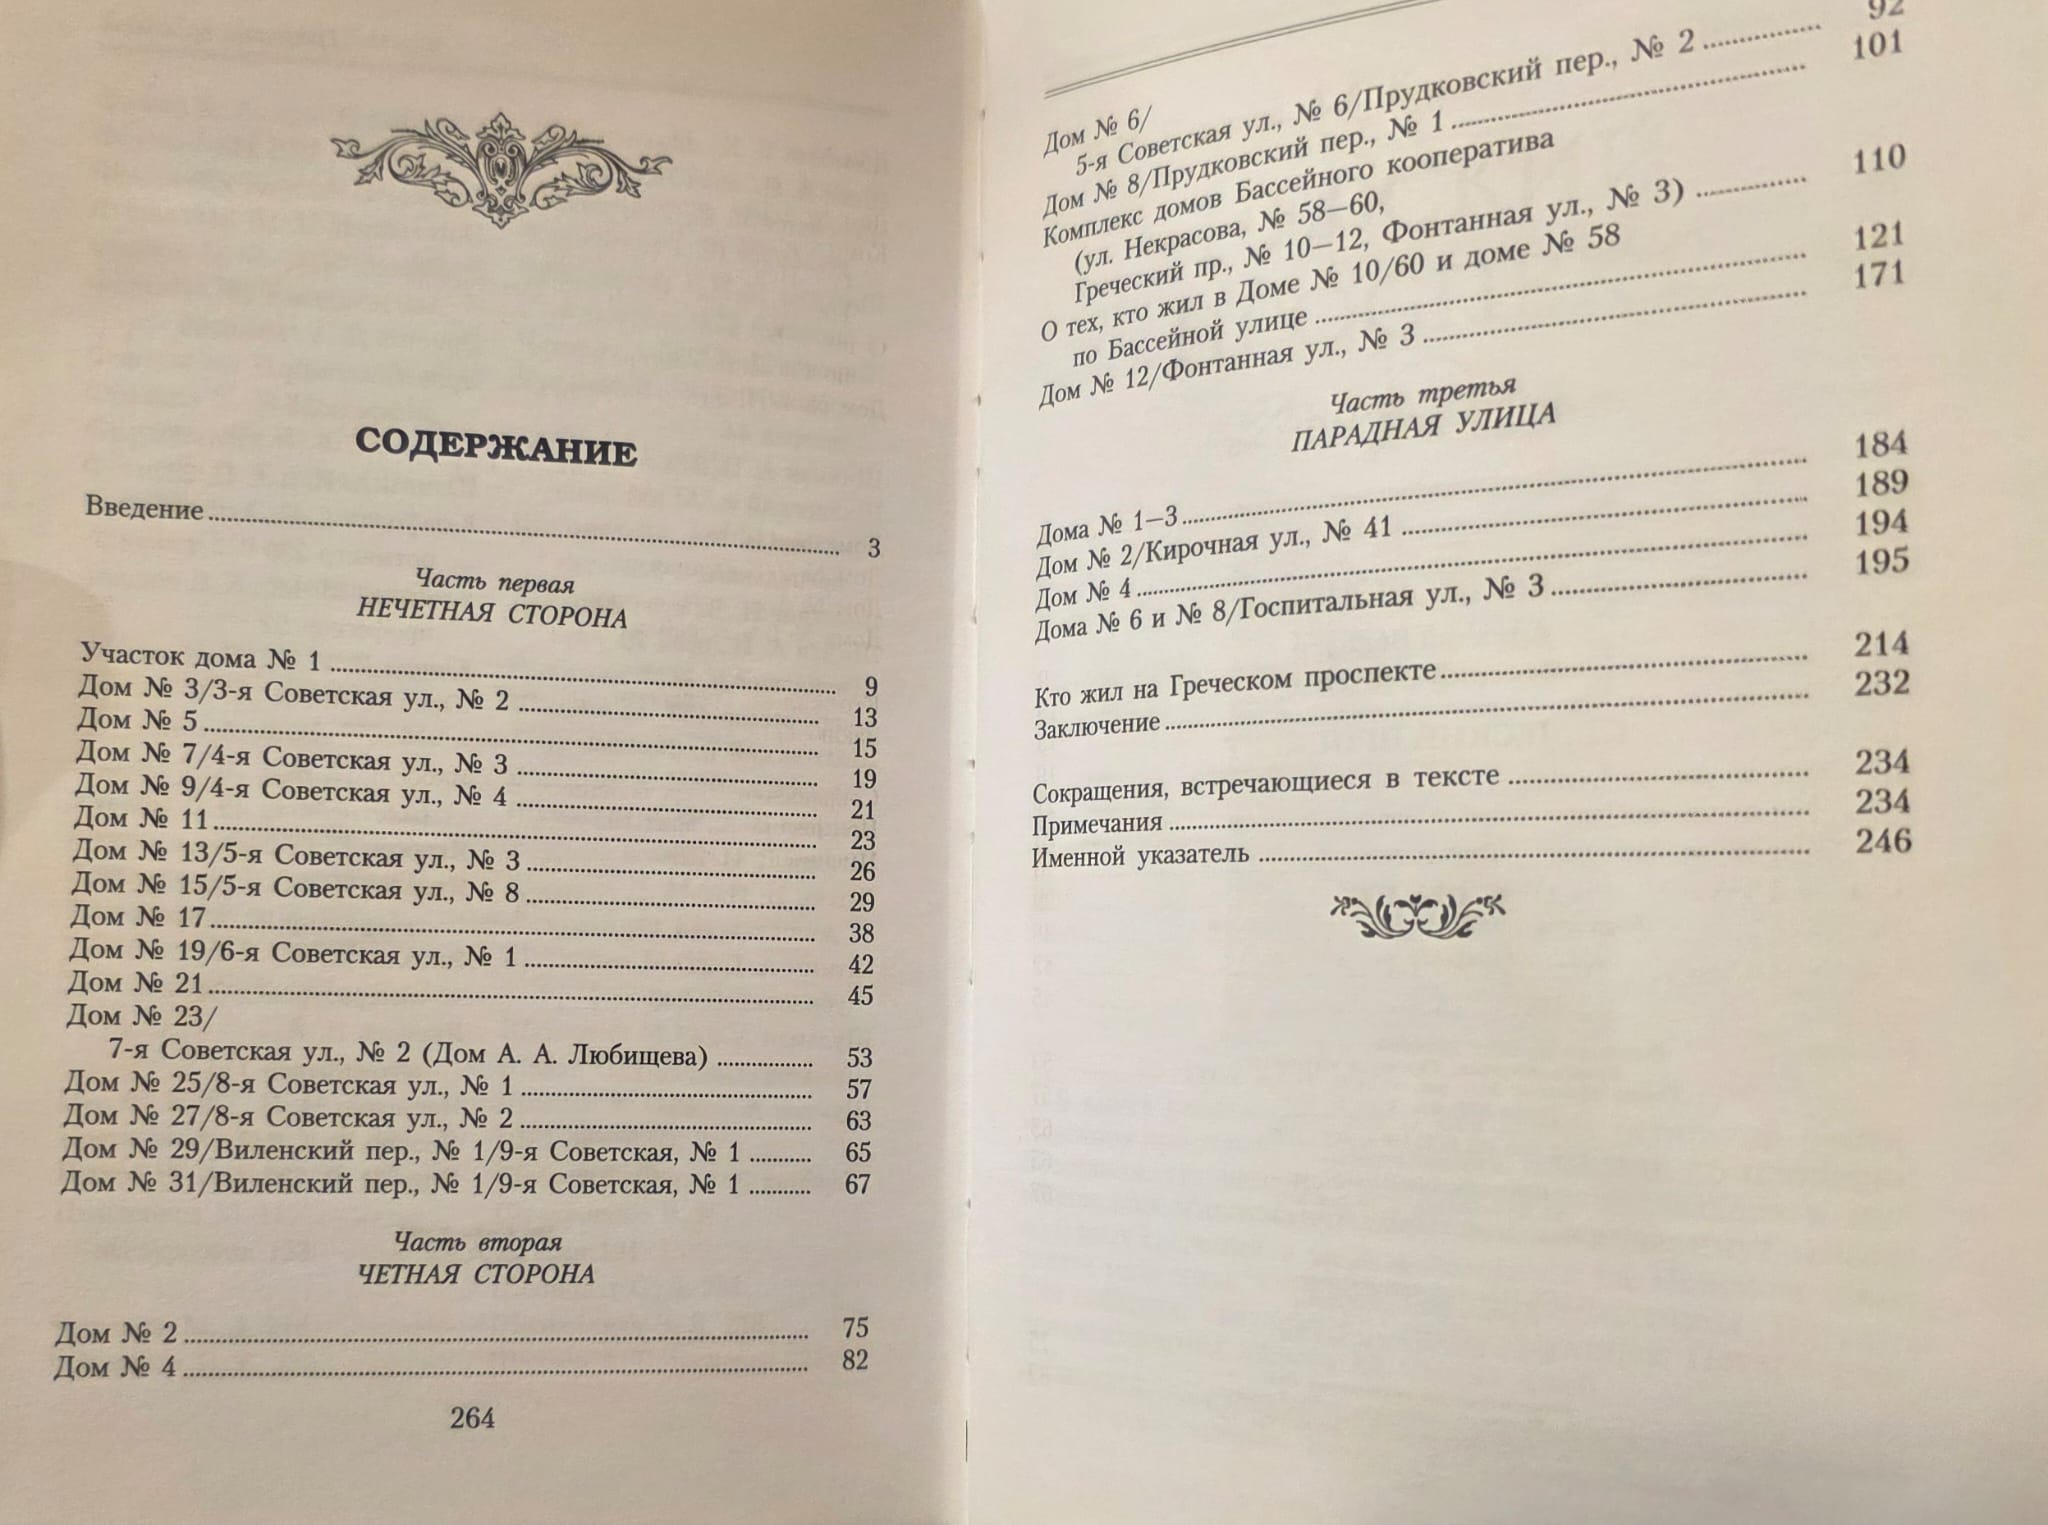 СОДЕРЖАНИЕ
Введение 3
Часть первая
НЕЧЕТНАЯ СТОРОНА
Участок дома № 1 9
Дом № 3/3-я Советская ул., № 2 13
Дом № 5 15
Дом № 7/4-я Советская ул., № 3 19
Дом № 9/4-я Советская ул., № 4 21
Дом № 11 23
Дом № 13/5-я Советская ул., № 3 26
Дом № 15/5-я Советская ул., № 8 29
Дом № 17 38
Дом № 19/6-я Советская ул., № 1 42
Дом № 21 45
Дом № 23/
7-я Советская ул., № 2 (Дом А. А. Любищева) 53
Дом № 25/8-я Советская ул., № 1 57
Дом № 27/8-я Советская ул., № 2 63
Дом № 29/Виленский пер., № 1/9-я Советская, № 1 65
Дом № 31/Виленский пер., № 1/9-я Советская, № 1 67
Часть вторая
ЧЕТНАЯ СТОРОНА
Дом № 2 75
Дом № 4 82
264
Дом № 6/
5-я Советская ул., № 6/Прудковский пер., № 2 92
Дом № 8/Прудковский пер., № 1 101
Комплекс домов Бассейного кооператива
(ул. Некрасова, № 58—60,
Греческий пр., № 10—12, Фонтанная ул., № 3) 110
О тех, кто жил в Доме № 10/60 и доме № 58
по Бассейной улице 121
Дом № 12/Фонтанная ул., № 3 171
Часть третья
ПАРАДНАЯ УЛИЦА
Дома № 1—3 184
Дом № 2/Кирочная ул., № 41 189
Дом № 4 194
Дома № 6 и № 8/Госпитальная ул., № 3 195
Кто жил на Греческом проспекте 214
Заключение 232
Сокращения, встречающиеся в тексте 234
Примечания 234
Именной указатель 246